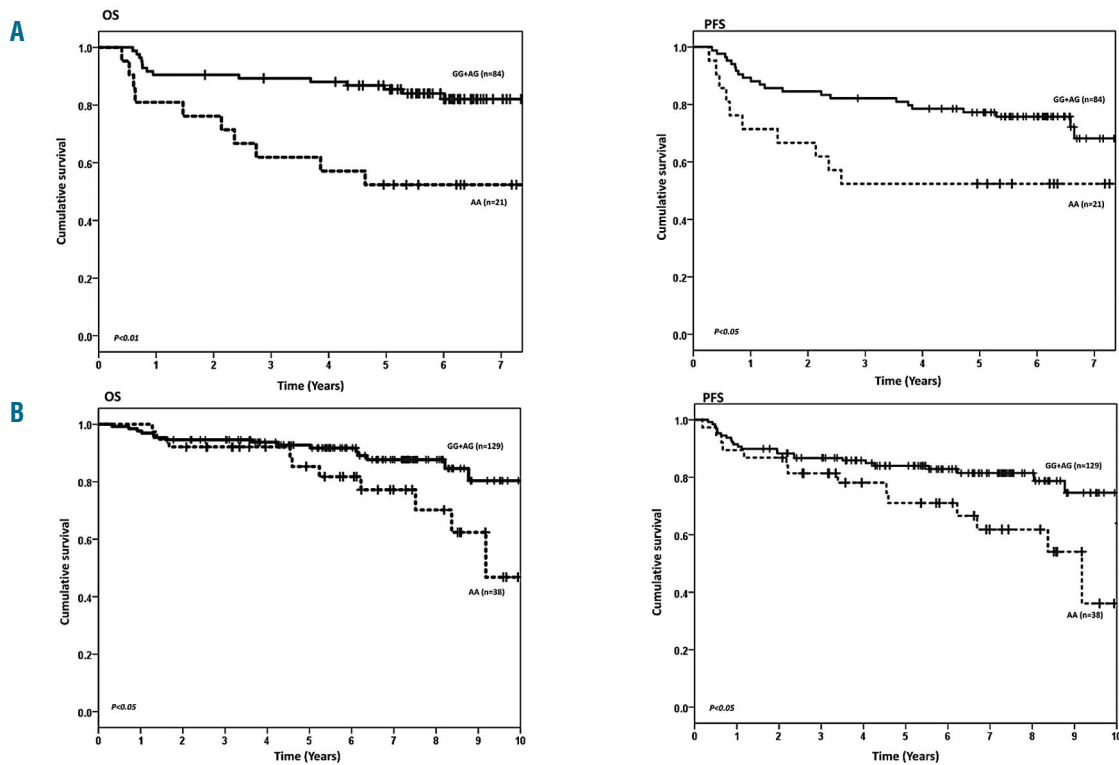 A
OS
Cumulative survival
1.0
0.8
0.6
0.4
0.2
0.0
GG+AG (n=84)
AA (n=21)
P<0.01
0 1 2 3 4 5 6 7
Time (Years)
PFS
Cumulative survival
1.0
0.8
0.6
0.4
0.2
0.0
GG+AG (n=84)
AA (n=21)
P<0.05
0 1 2 3 4 5 6 7
Time (Years)
B
OS
Cumulative survival
1.0
0.8
0.6
0.4
0.2
0.0
GG+AG (n=129)
AA (n=38)
P<0.05
0 1 2 3 4 5 6 7 8 9 10
Time (Years)
PFS
Cumulative survival
1.0
0.8
0.6
0.4
0.2
0.0
GG+AG (n=129)
AA (n=38)
P<0.05
0 1 2 3 4 5 6 7 8 9 10
Time (Years)